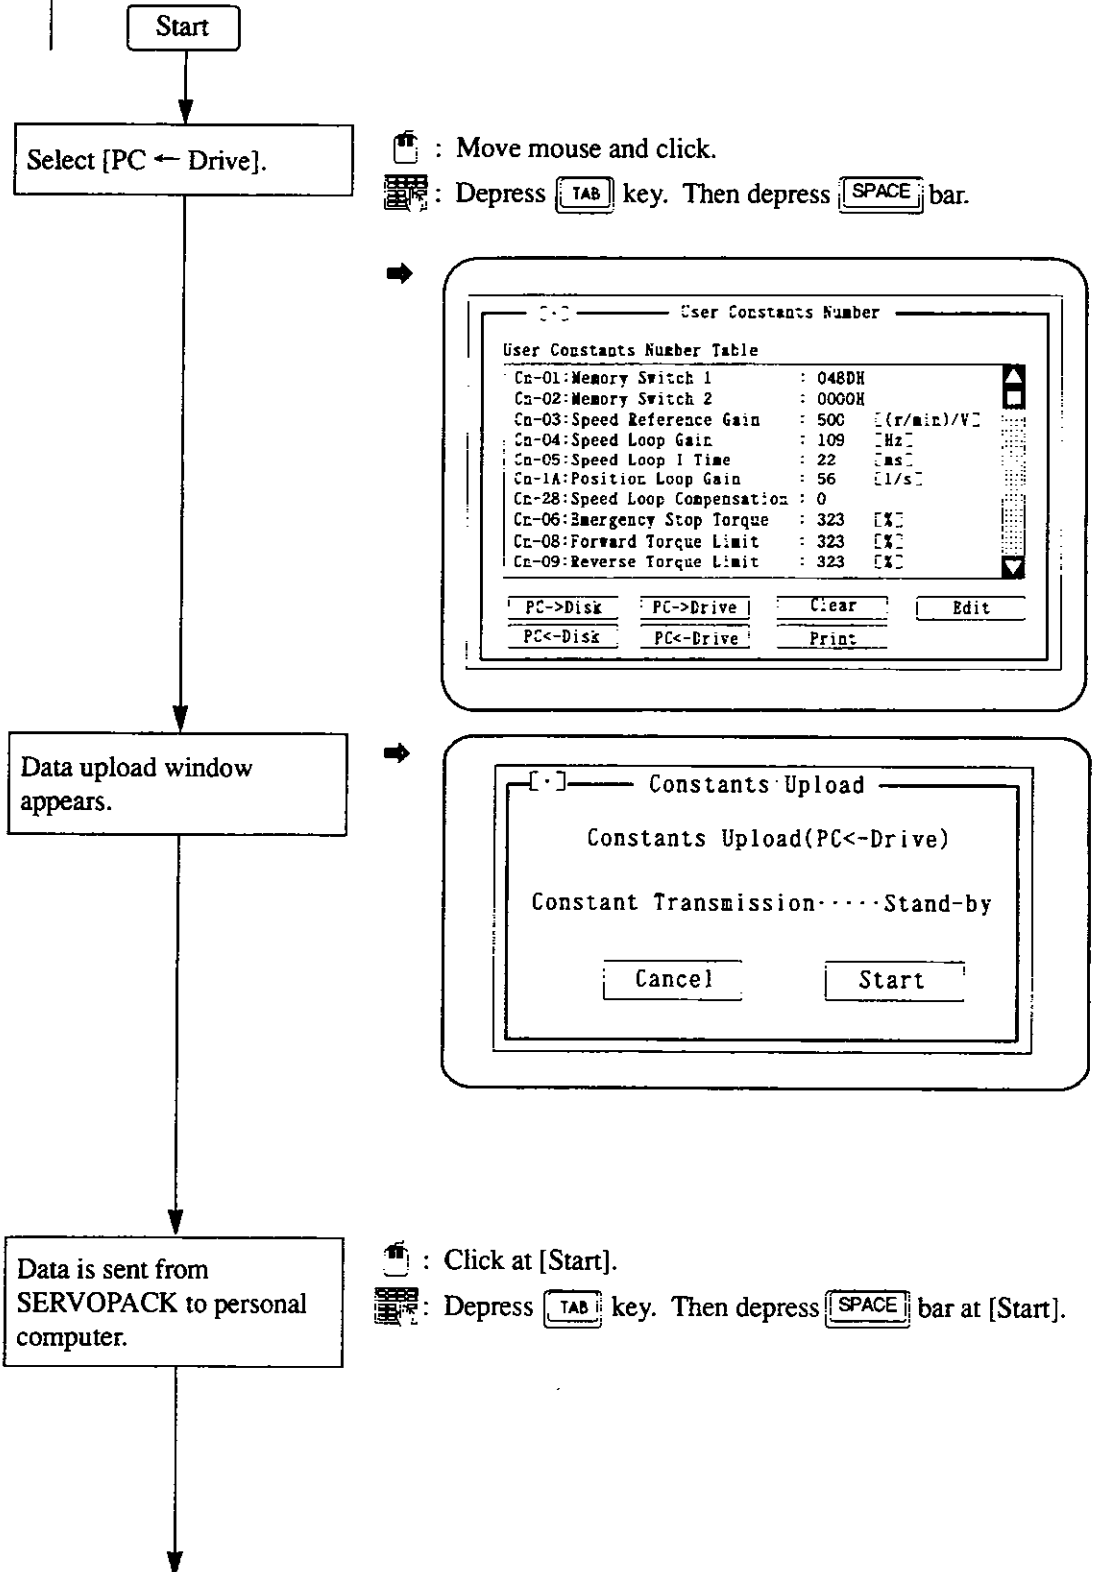 Start
Select [PC ← Drive].
: Move mouse and click.
: Depress TAB key. Then depress SPACE bar.
[·] User Constants Number
User Constants Number Table
Cn-01:Memory Switch 1 : 048DH
Cn-02:Memory Switch 2 : 0000H
Cn-03:Speed Reference Gain : 500 [(r/min)/V]
Cn-04:Speed Loop Gain : 109 [Hz]
Cn-05:Speed Loop I Time : 22 [ms]
Cn-1A:Position Loop Gain : 56 [1/s]
Cn-28:Speed Loop Compensation : 0
Cn-06:Emergency Stop Torque : 323 [%]
Cn-08:Forward Torque Limit : 323 [%]
Cn-09:Reverse Torque Limit : 323 [%]
PC->Disk PC->Drive Clear Edit
PC<-Disk PC<-Drive Print
Data upload window
appears.
[·] Constants Upload
Constants Upload(PC<-Drive)
Constant Transmission·····Stand-by
Cancel Start
Data is sent from
SERVOPACK to personal
computer.
: Click at [Start].
: Depress TAB key. Then depress SPACE bar at [Start].